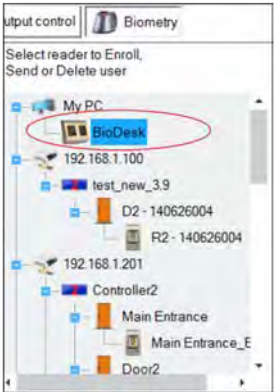 utput control Biometry
Select reader to Enroll,
Send or Delete user
My PC
BioDesk
192.168.1.100
test_new_3.9
D2 - 140626004
R2 - 140626004
192.168.1.201
Controller2
Main Entrance
Main Entrance_E
Door2